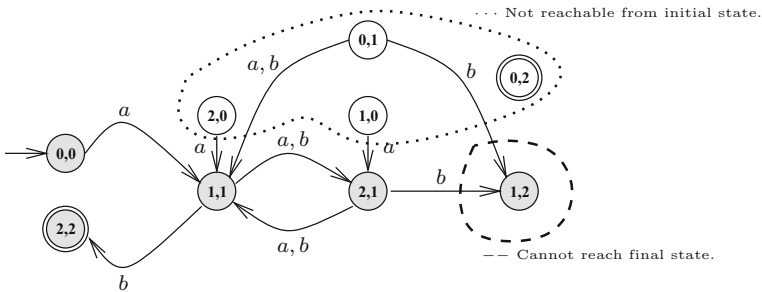 · · · Not reachable from initial state.
0,1
a, b
b
0,2
a
2,0
1,0
0,0
a
a, b
a
1,1
2,1
b
1,2
2,2
a, b
b
−− Cannot reach final state.